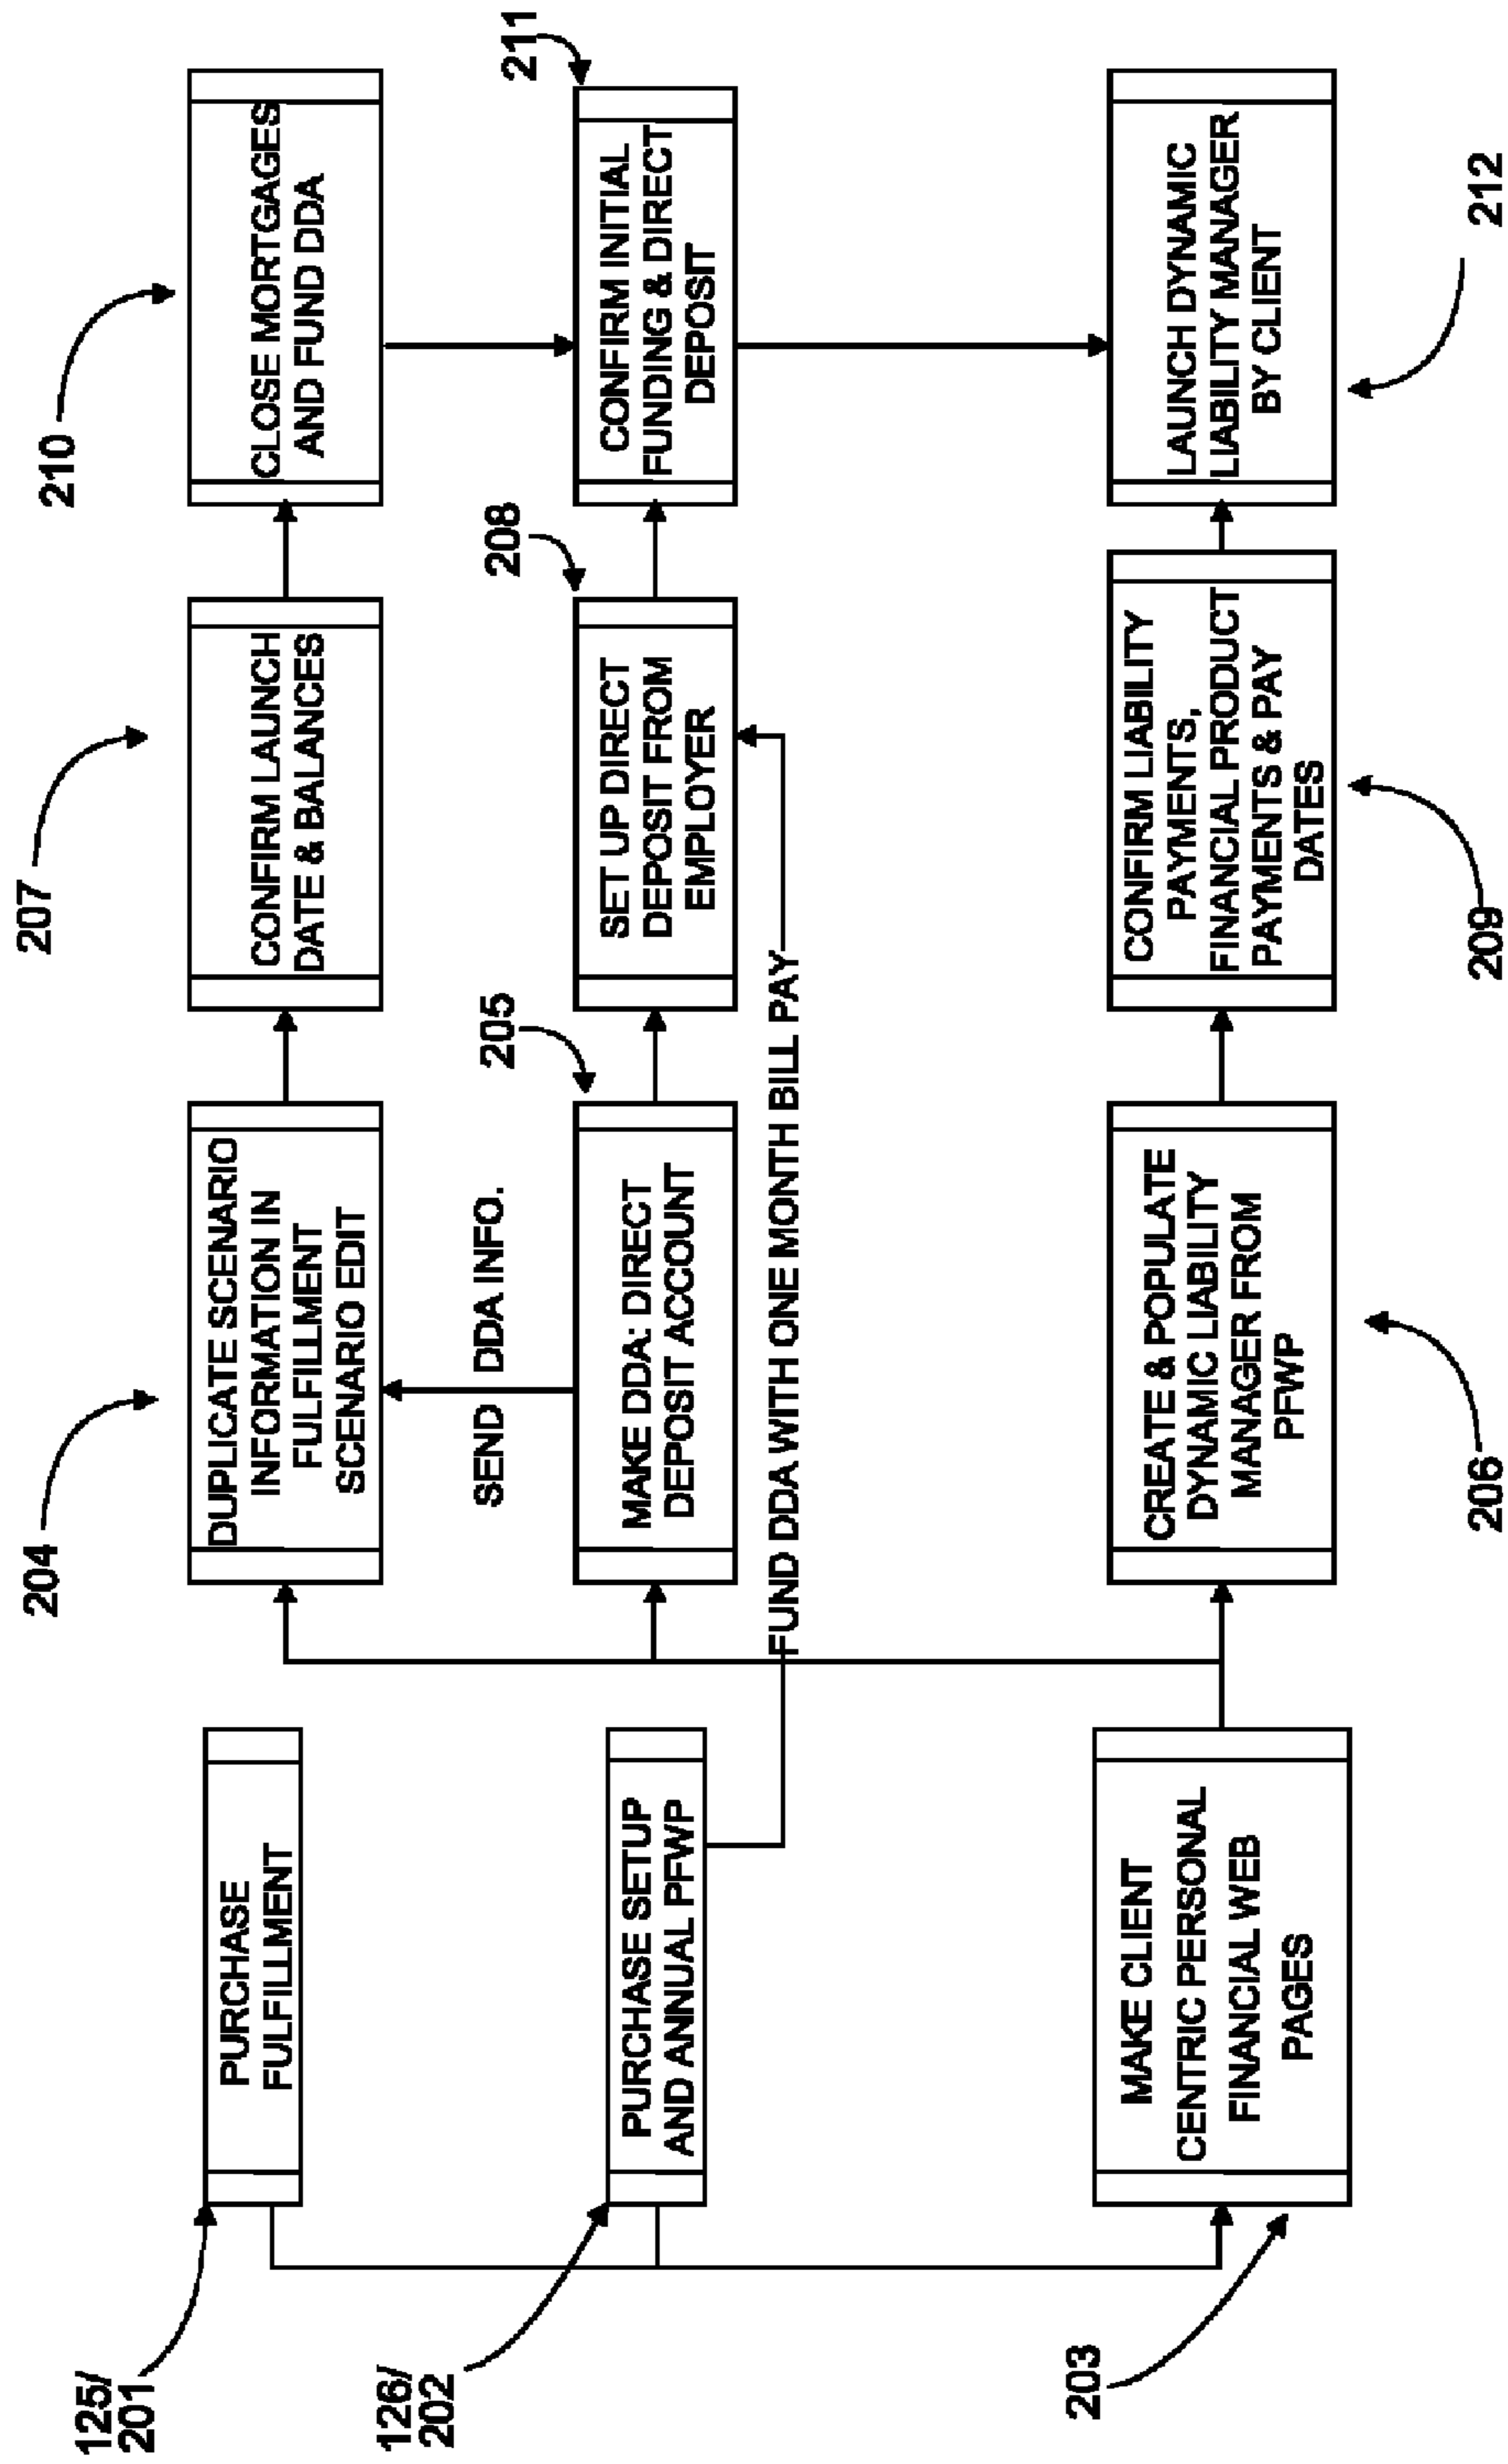 125/
201
PURCHASE
FULFILLMENT
126/
202
PURCHASE SETUP
AND ANNUAL PFWP
203
MAKE CLIENT
CENTRIC PERSONAL
FINANCIAL WEB
PAGES
204
DUPLICATE SCENARIO
INFORMATION IN
FULFILLMENT
SCENARIO EDIT
SEND DDA INFO.
205
MAKE DDA: DIRECT
DEPOSIT ACCOUNT
FUND DDA WITH ONE MONTH BILL PAY
206
CREATE & POPULATE
DYNAMIC LIABILITY
MANAGER FROM
PFWP
207
CONFIRM LAUNCH
DATE & BALANCES
208
SET UP DIRECT
DEPOSIT FROM
EMPLOYER
209
CONFIRM LIABILITY
PAYMENTS,
FINANCIAL PRODUCT
PAYMENTS & PAY
DATES
210
CLOSE MORTGAGES
AND FUND DDA
211
CONFIRM INITIAL
FUNDING & DIRECT
DEPOSIT
212
LAUNCH DYNAMIC
LIABILITY MANAGER
BY CLIENT